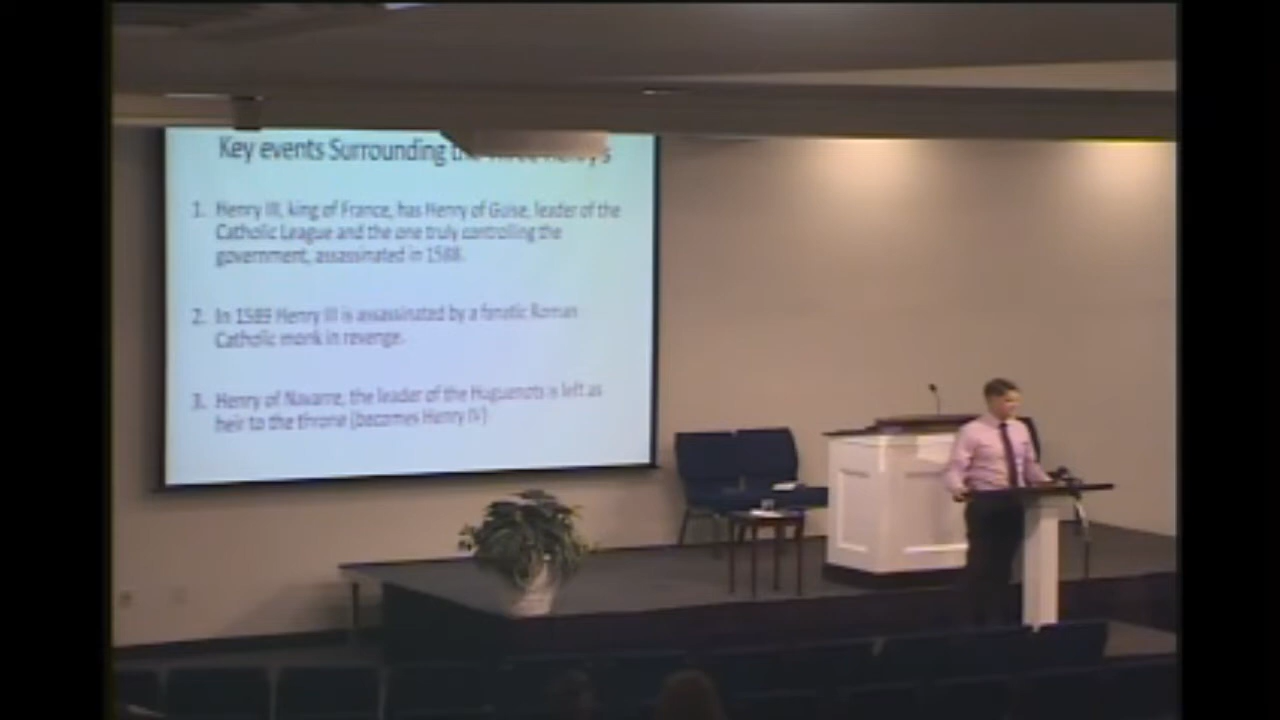 Key events Surrounding the Three Henry's
1. Henry III, king of France, has Henry of Guise, leader of the
Catholic League and the one truly controlling the
government, assassinated in 1588.
2. In 1589 Henry III is assassinated by a fanatic Roman
Catholic monk in revenge.
3. Henry of Navarre, the leader of the Huguenots is left as
heir to the throne (becomes Henry IV)